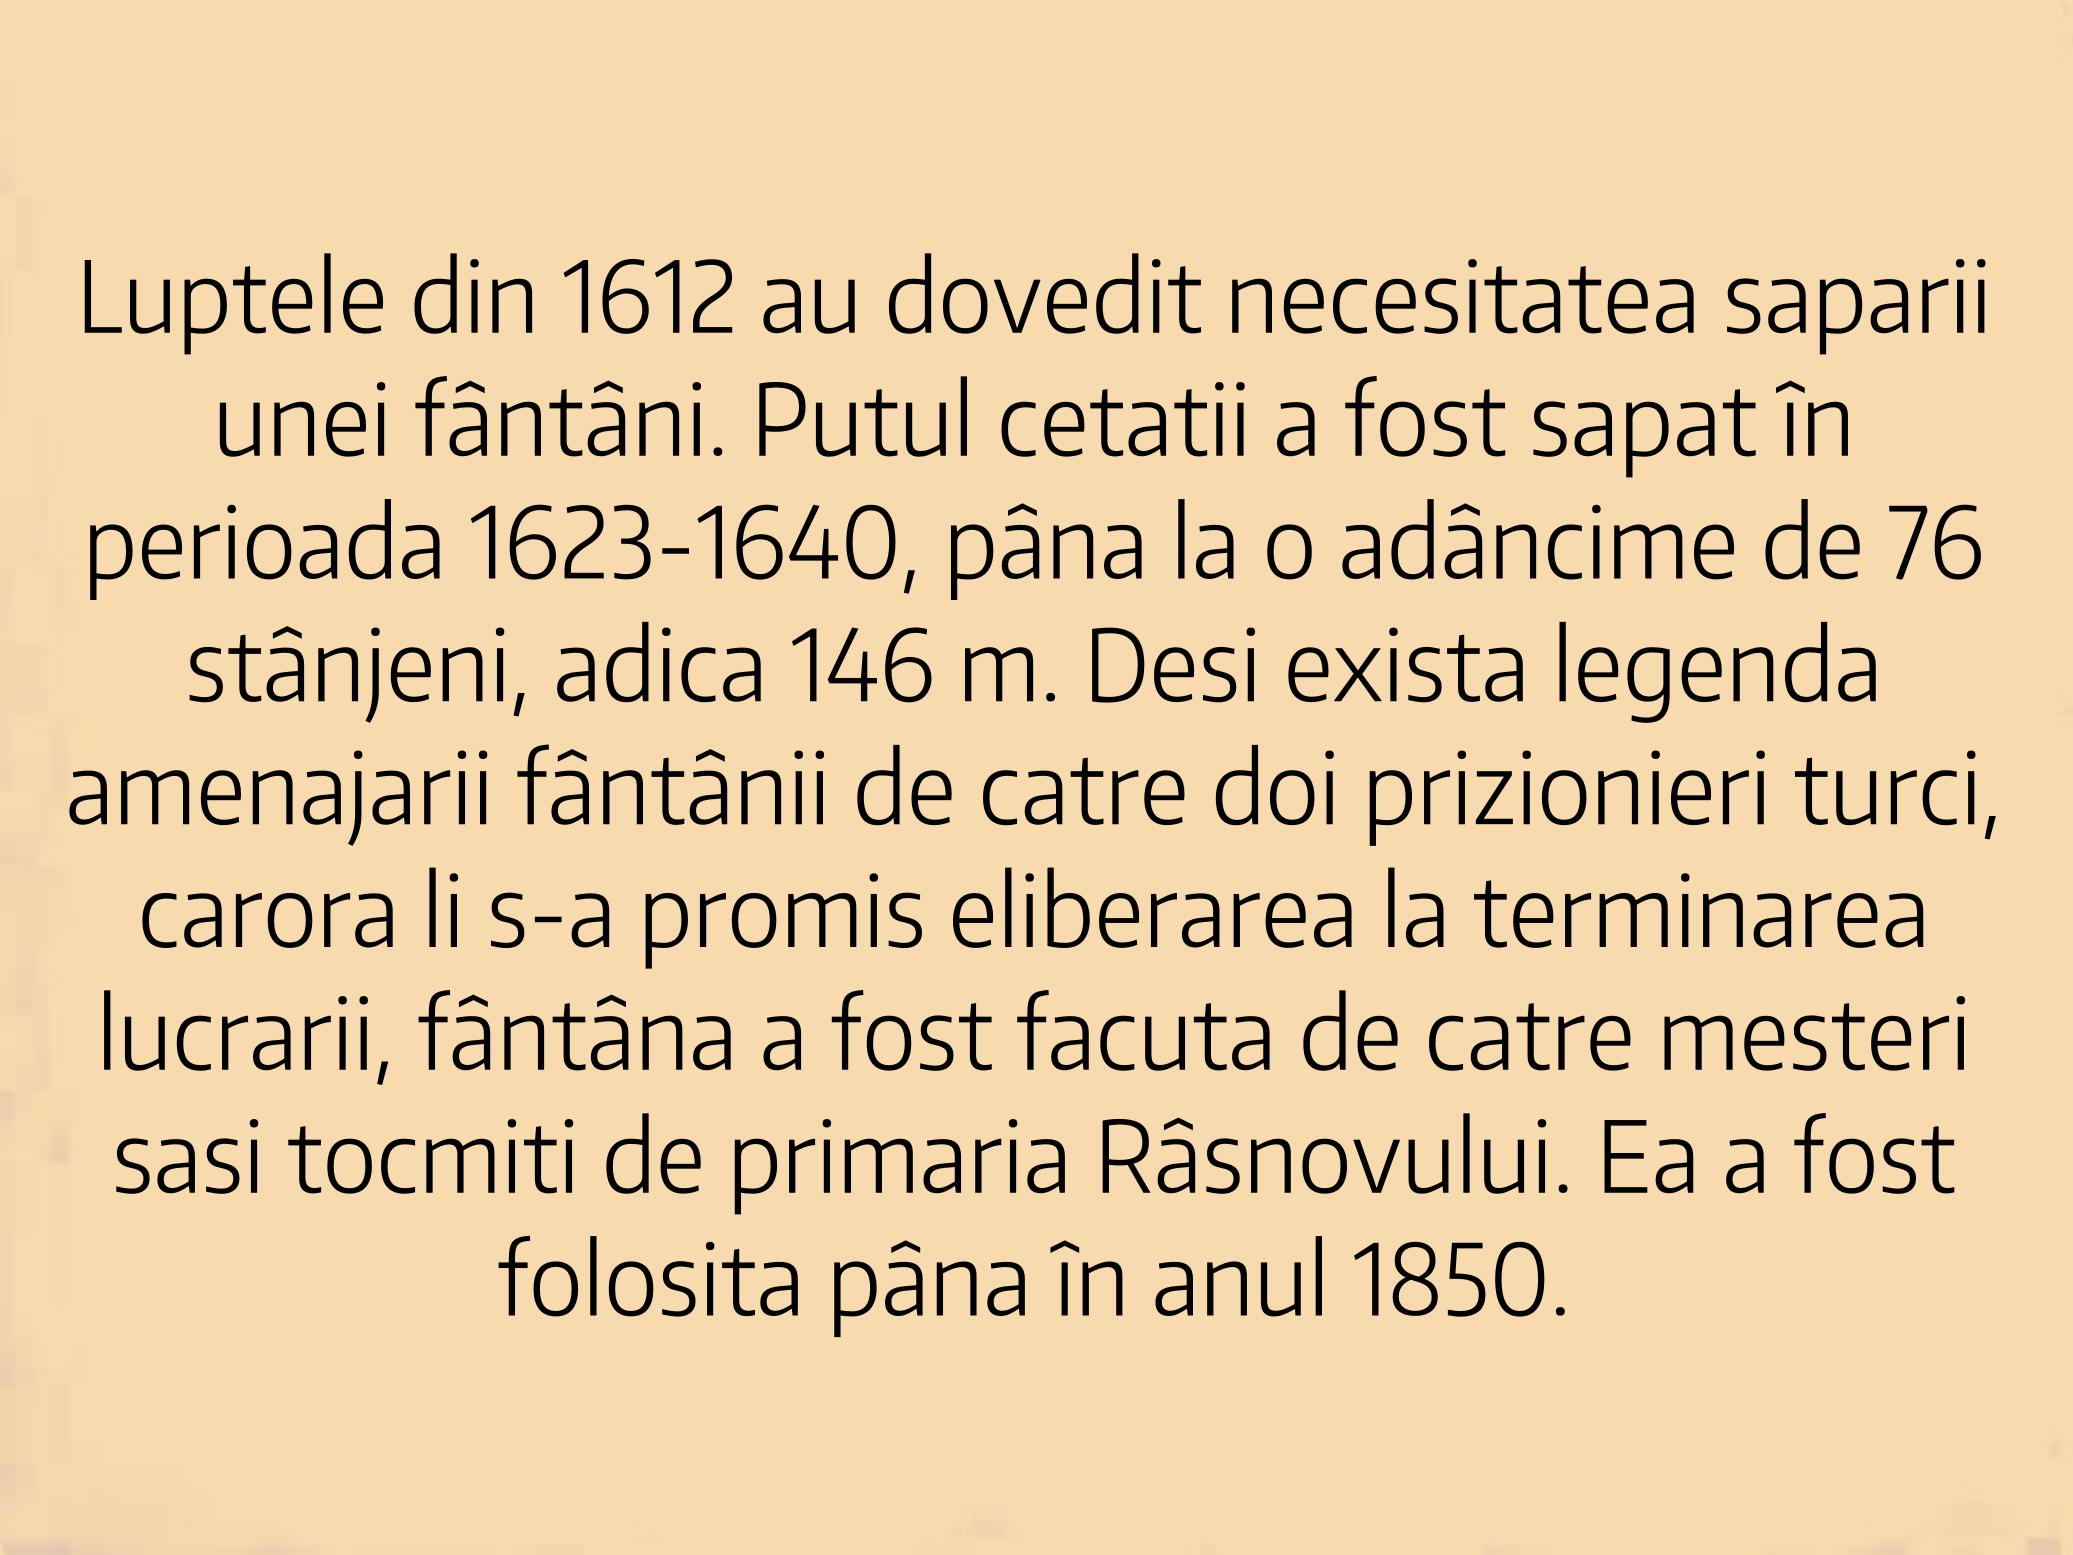 Luptele din 1612 au dovedit necesitatea saparii
unei fântâni. Putul cetatii a fost sapat în
perioada 1623-1640, pâna la o adâncime de 76
stânjeni, adica 146 m. Desi exista legenda
amenajarii fântânii de catre doi prizionieri turci,
carora li s-a promis eliberarea la terminarea
lucrarii, fântâna a fost facuta de catre mesteri
sasi tocmiti de primaria Râsnovului. Ea a fost
folosita pâna în anul 1850.